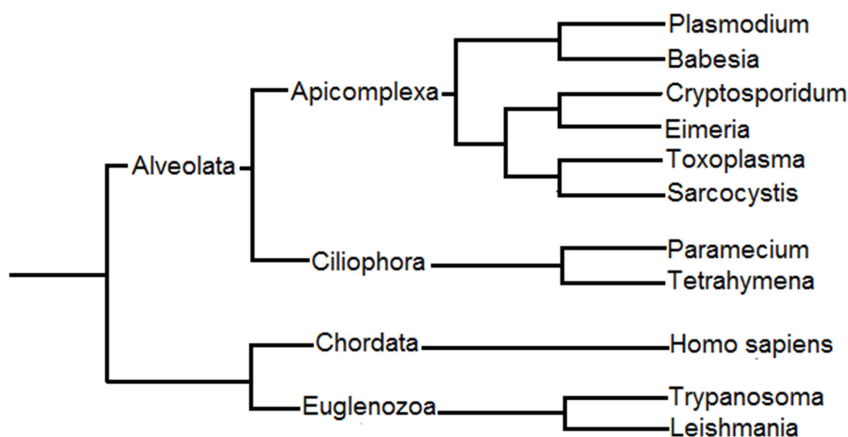 Plasmodium
Babesia
Apicomplexa
Cryptosporidum
Eimeria
Toxoplasma
Alveolata
Sarcocystis
Paramecium
Ciliophora
Tetrahymena
Chordata
Homo sapiens
Trypanosoma
Euglenozoa
Leishmania